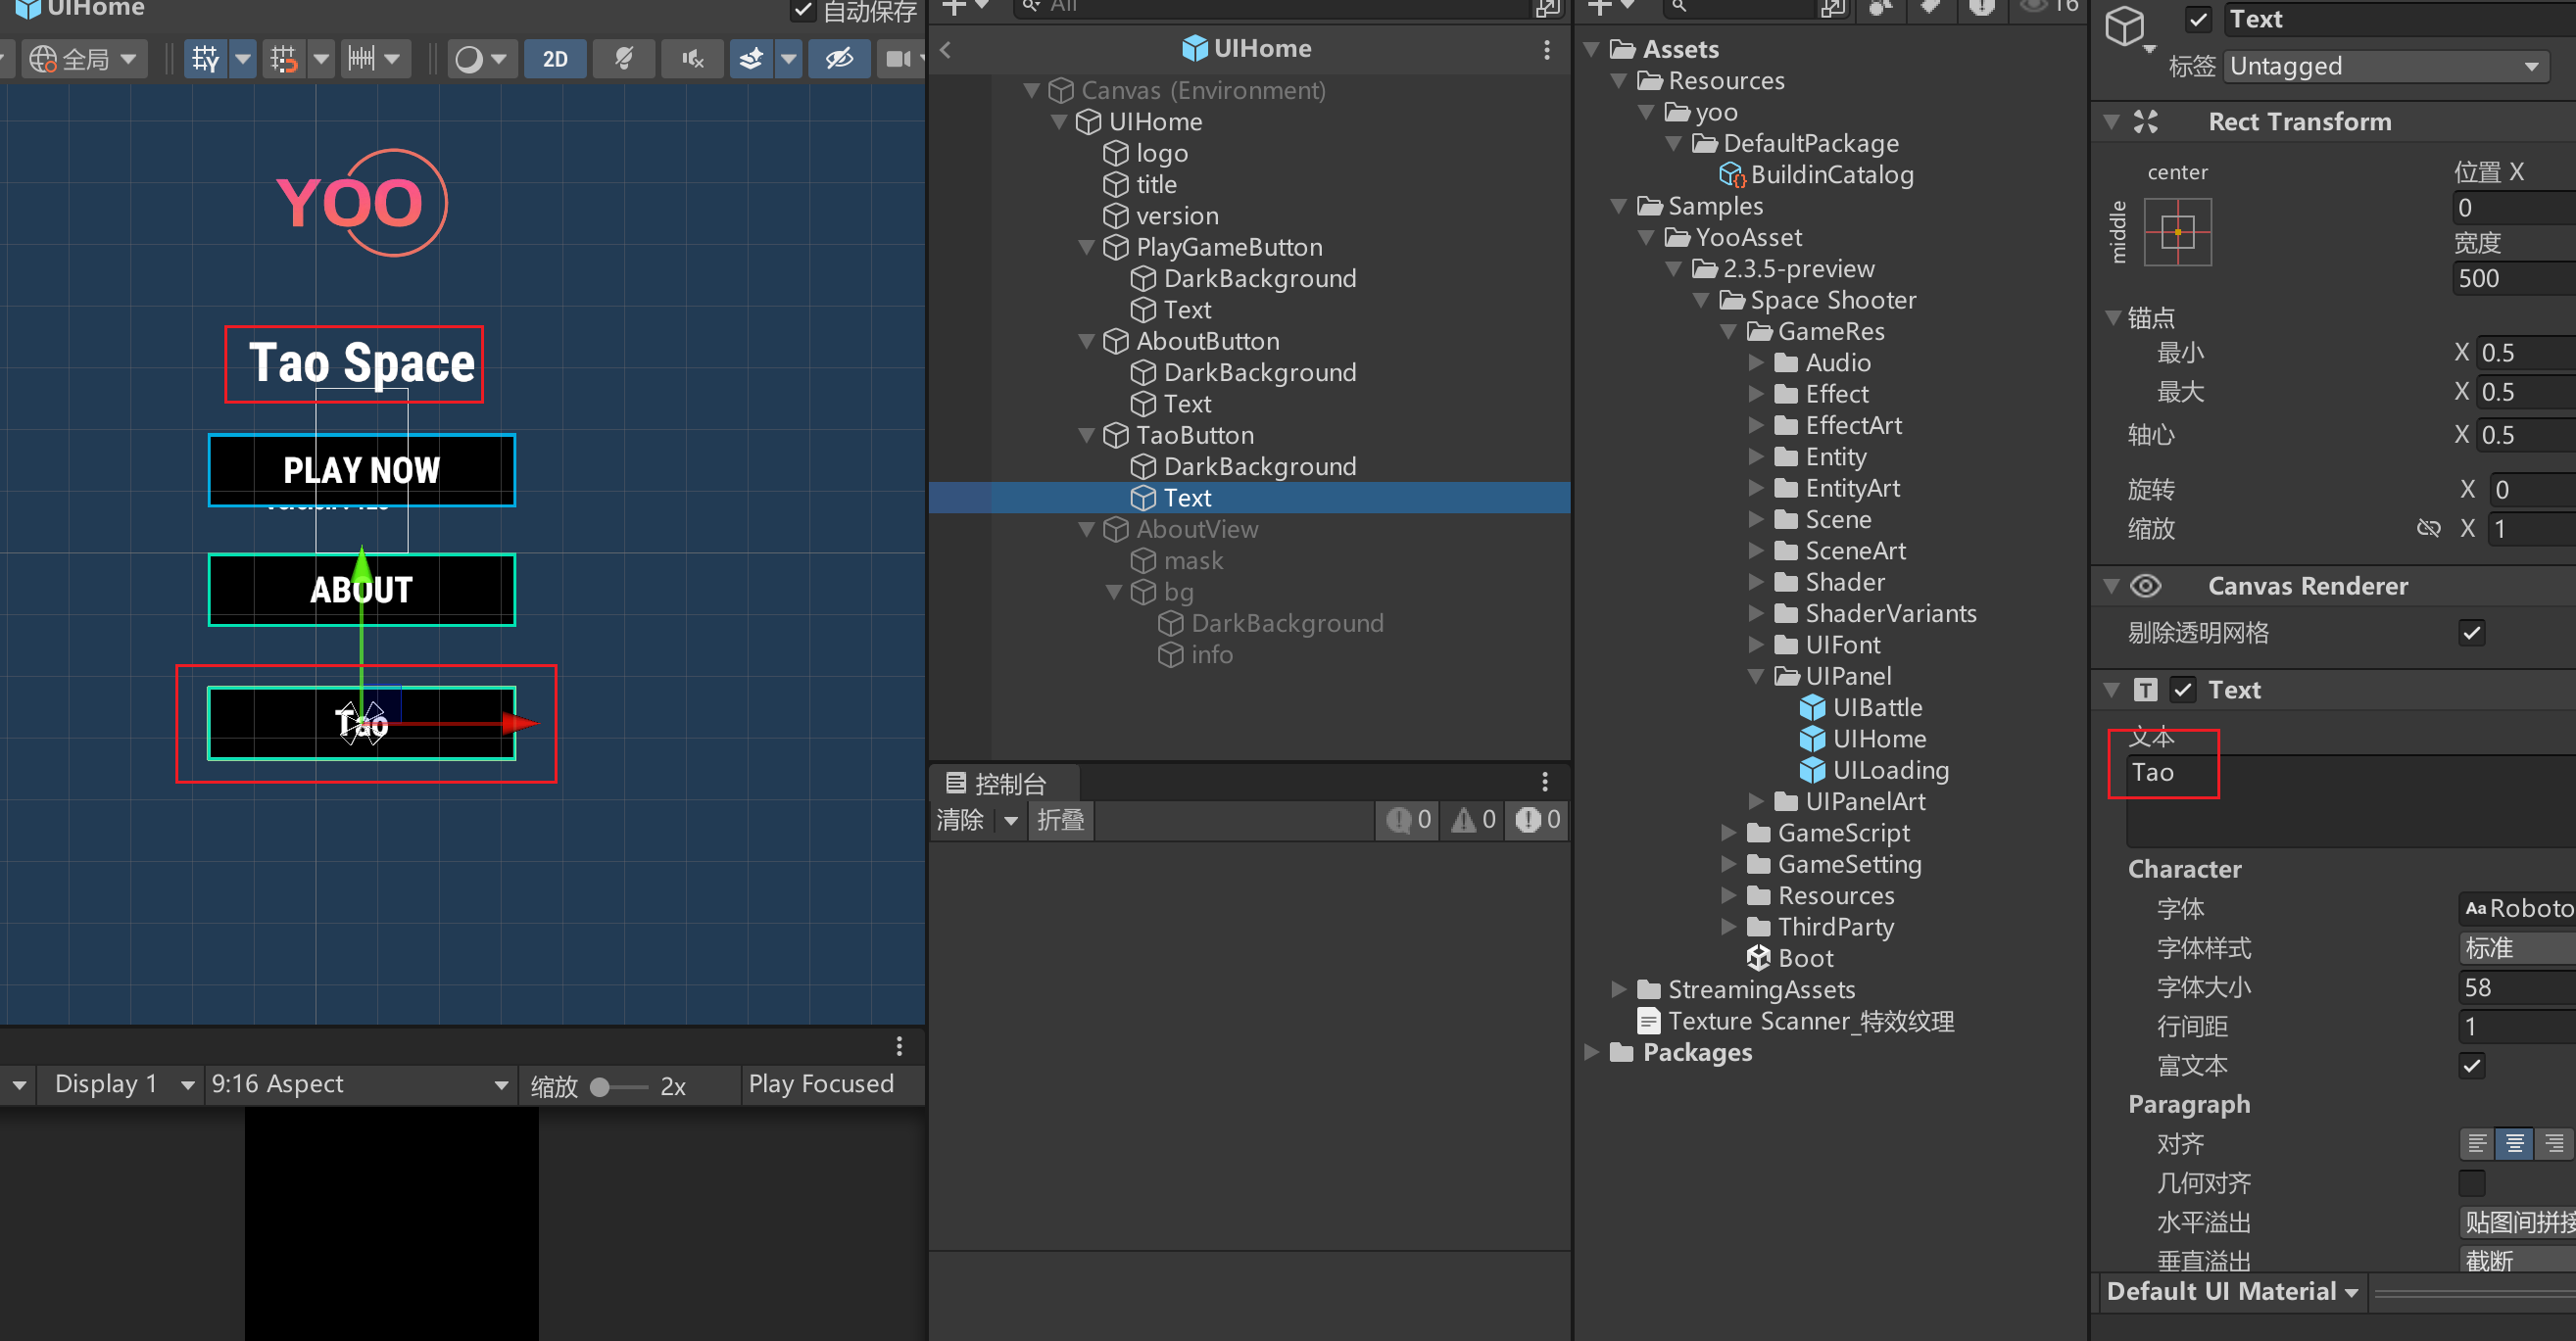 UIHome
自动保存
全局
2D
YOO
Tao Space
PLAY NOW
ABOUT
Tao
Display 1
9:16 Aspect
缩放
2x
Play Focused
All
UIHome
Canvas (Environment)
UIHome
logo
title
version
PlayGameButton
DarkBackground
Text
AboutButton
DarkBackground
Text
TaoButton
DarkBackground
Text
AboutView
mask
bg
DarkBackground
info
控制台
清除
折叠
0
0
0
16
Assets
Resources
yoo
DefaultPackage
BuildinCatalog
Samples
YooAsset
2.3.5-preview
Space Shooter
GameRes
Audio
Effect
EffectArt
Entity
EntityArt
Scene
SceneArt
Shader
ShaderVariants
UIFont
UIPanel
UIBattle
UIHome
UILoading
UIPanelArt
GameScript
GameSetting
Resources
ThirdParty
Boot
StreamingAssets
Texture Scanner_特效纹理
Packages
Text
标签 Untagged
Rect Transform
center
middle
位置 X
0
宽度
500
锚点
最小 X 0.5
最大 X 0.5
轴心 X 0.5
旋转 X 0
缩放 X 1
Canvas Renderer
剔除透明网格
T Text
文本
Tao
Character
字体 Aa Roboto
字体样式 标准
字体大小 58
行间距 1
富文本
Paragraph
对齐
几何对齐
水平溢出 贴图间拼接
垂直溢出 截断
Default UI Material